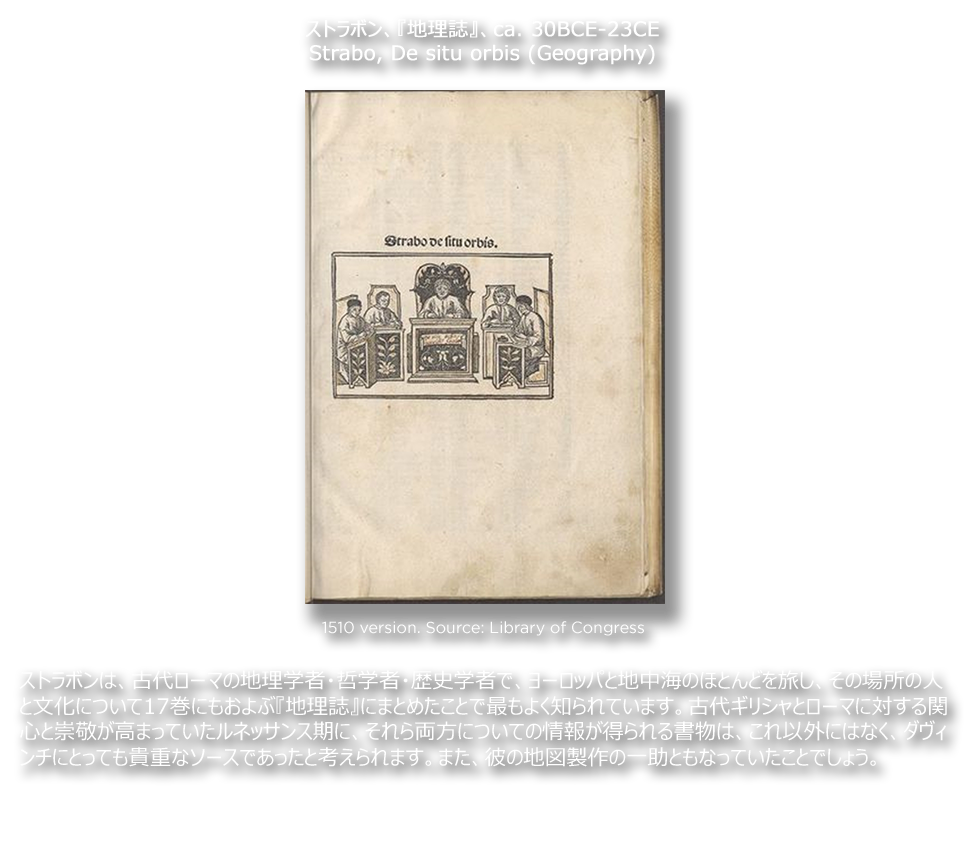 ストラボン、『地理誌』、ca. 30BCE-23CE
Strabo, De situ orbis (Geography)
Strabo de situ orbis.
1510 version. Source: Library of Congress
ストラボンは、古代ローマの地理学者・哲学者・歴史学者で、ヨーロッパと地中海のほとんどを旅し、その場所の人
と文化について17巻にもおよぶ『地理誌』にまとめたことで最もよく知られています。古代ギリシャとローマに対する関
心と崇敬が高まっていたルネッサンス期に、それら両方についての情報が得られる書物は、これ以外にはなく、ダヴィ
ンチにとっても貴重なソースであったと考えられます。また、彼の地図製作の一助ともなっていたことでしょう。